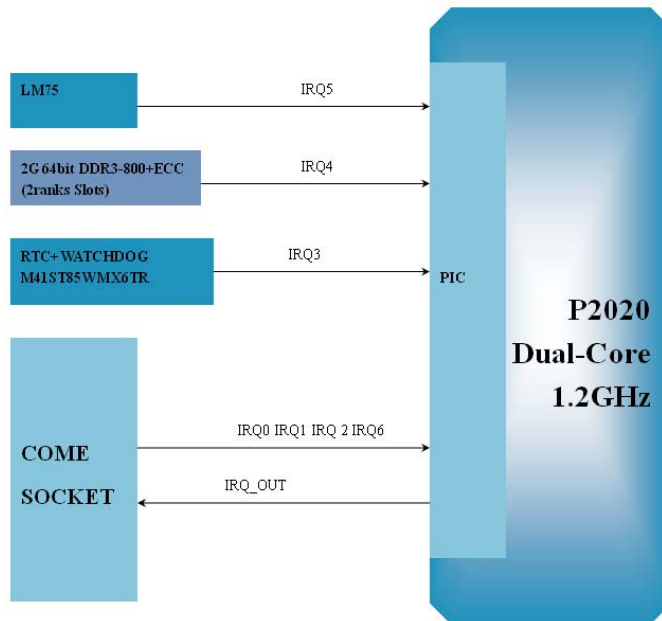 LM75
IRQ5
2G 64bit DDR3-800+ECC
(2ranks Slots)
IRQ4
RTC+WATCHDOG
M41ST85WMX6TR
IRQ3
PIC
P2020
Dual-Core
1.2GHz
COME
SOCKET
IRQ0 IRQ1 IRQ 2 IRQ6
IRQ_OUT